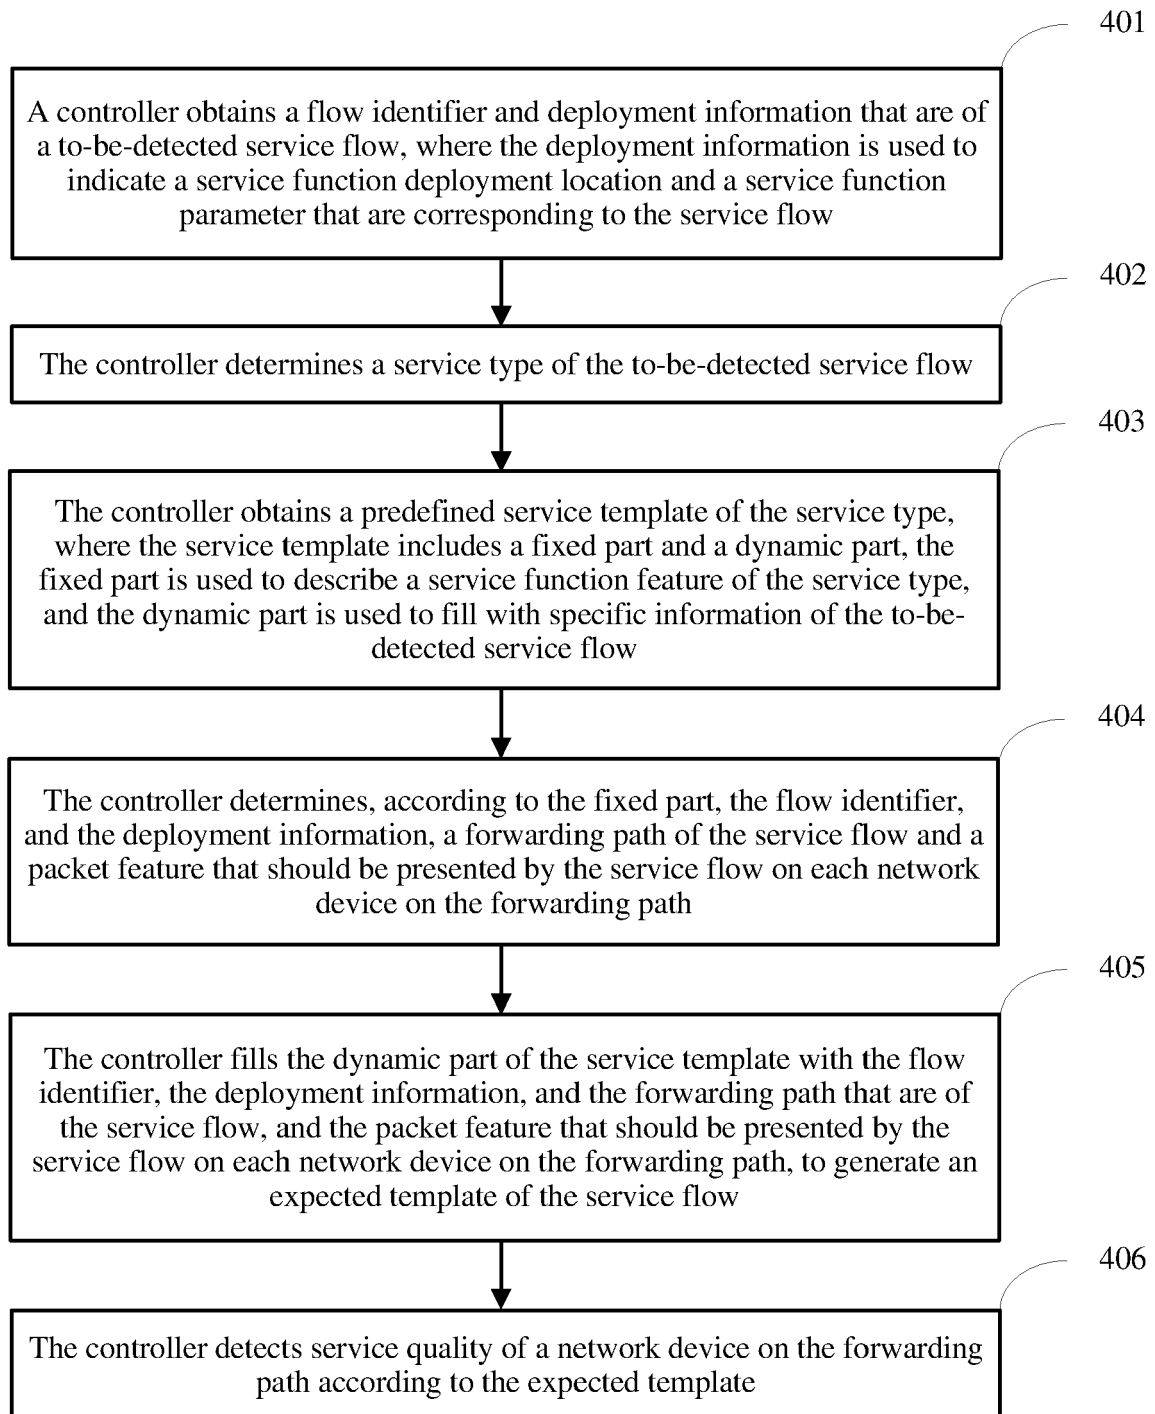 401
A controller obtains a flow identifier and deployment information that are of
a to-be-detected service flow, where the deployment information is used to
indicate a service function deployment location and a service function
parameter that are corresponding to the service flow
402
The controller determines a service type of the to-be-detected service flow
403
The controller obtains a predefined service template of the service type,
where the service template includes a fixed part and a dynamic part, the
fixed part is used to describe a service function feature of the service type,
and the dynamic part is used to fill with specific information of the to-be-
detected service flow
404
The controller determines, according to the fixed part, the flow identifier,
and the deployment information, a forwarding path of the service flow and a
packet feature that should be presented by the service flow on each network
device on the forwarding path
405
The controller fills the dynamic part of the service template with the flow
identifier, the deployment information, and the forwarding path that are of
the service flow, and the packet feature that should be presented by the
service flow on each network device on the forwarding path, to generate an
expected template of the service flow
406
The controller detects service quality of a network device on the forwarding
path according to the expected template